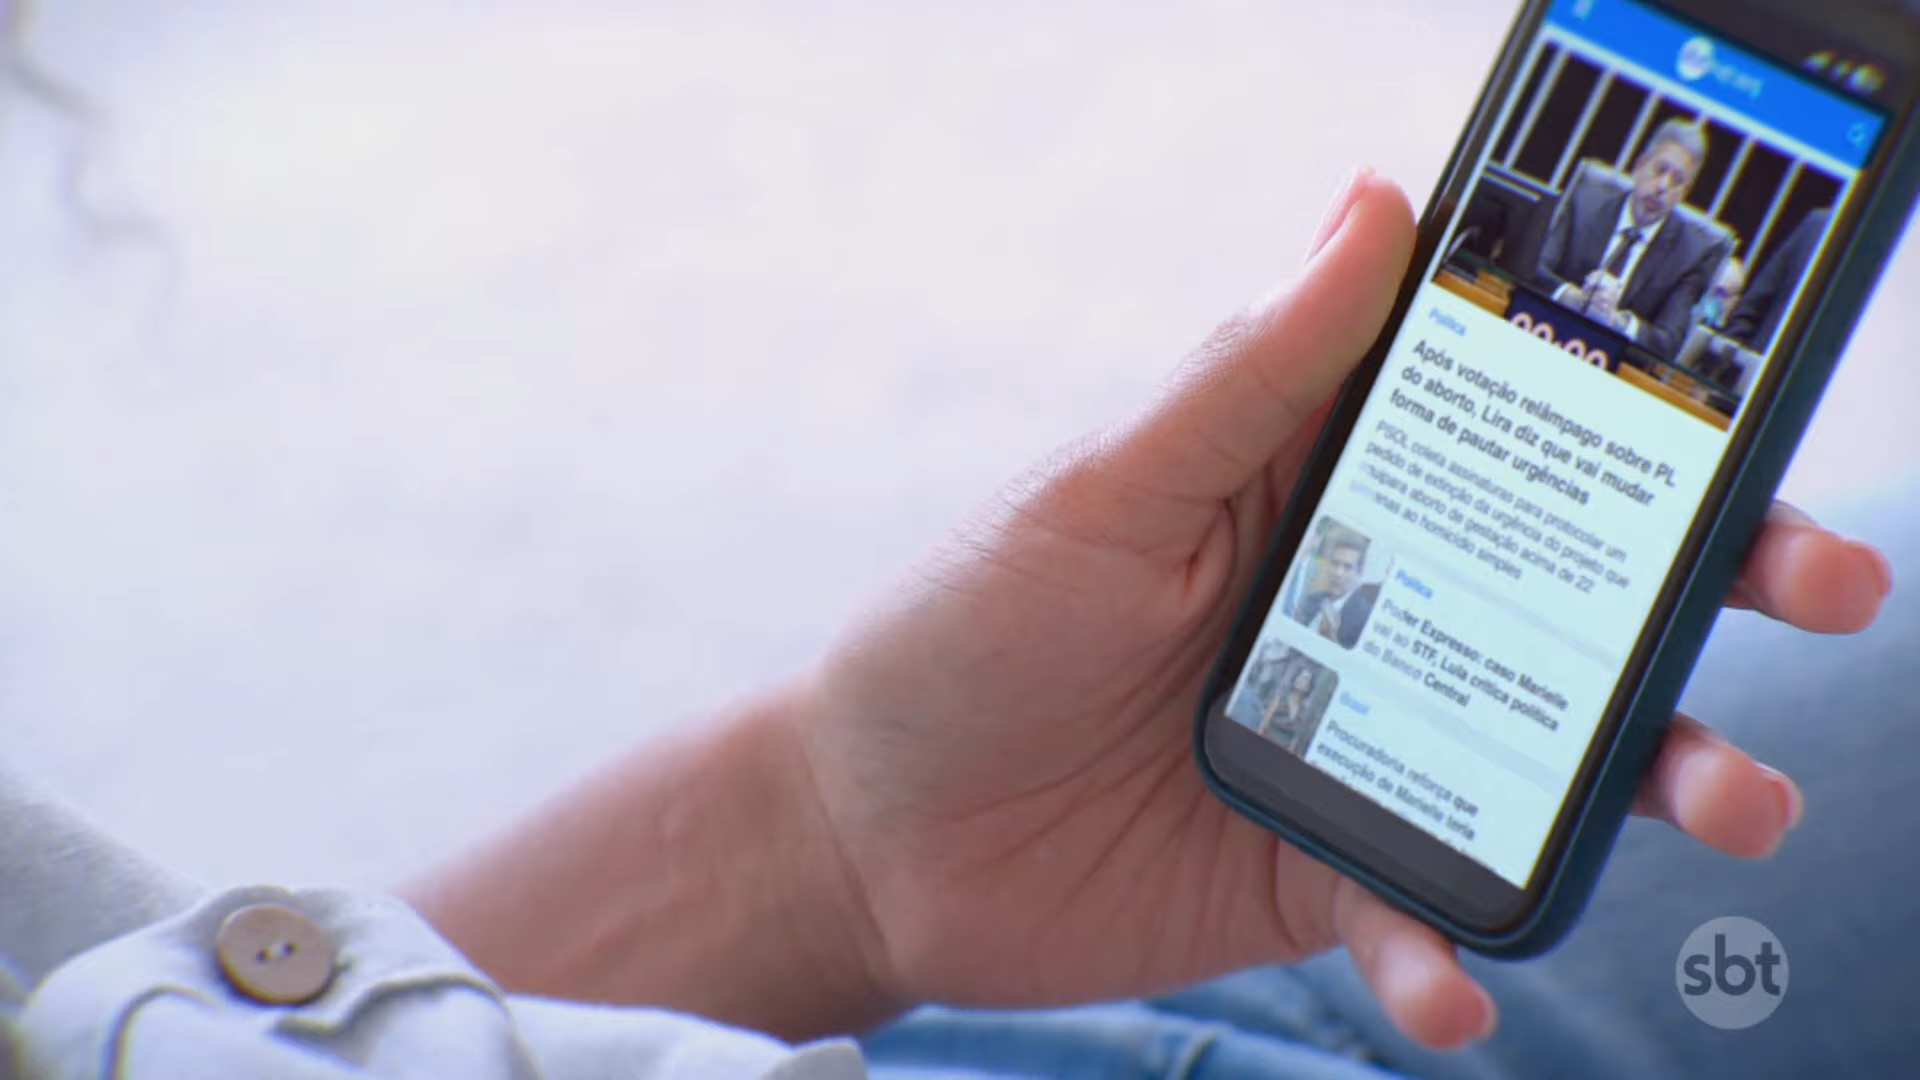 news
Política
Após votação relâmpago sobre PL
do aborto, Lira diz que vai mudar
forma de pautar urgências
PSOL coleta assinaturas para protocolar um
pedido de extinção da urgência do projeto que
equipara aborto de gestação acima de 22
semanas ao homicídio simples
Política
Poder Expresso: caso Marielle
vai ao STF, Lula critica política
do Banco Central
Brasil
Procuradoria reforça que
execução de Marielle teria
00:00
sbt